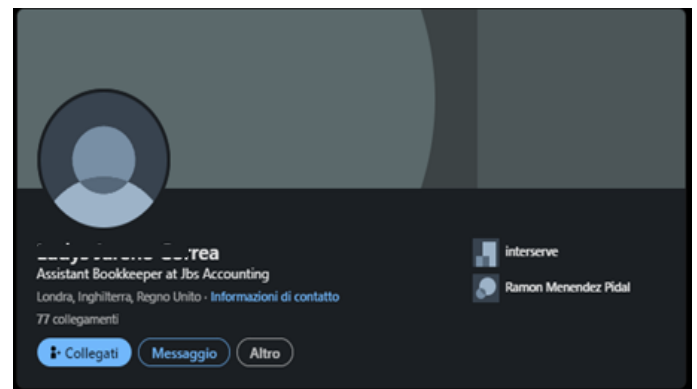 Correa
Assistant Bookkeeper at Jbs Accounting
Londra, Inghilterra, Regno Unito · Informazioni di contatto
77 collegamenti
Collegati
Messaggio
Altro
interserve
Ramon Menendez Pidal